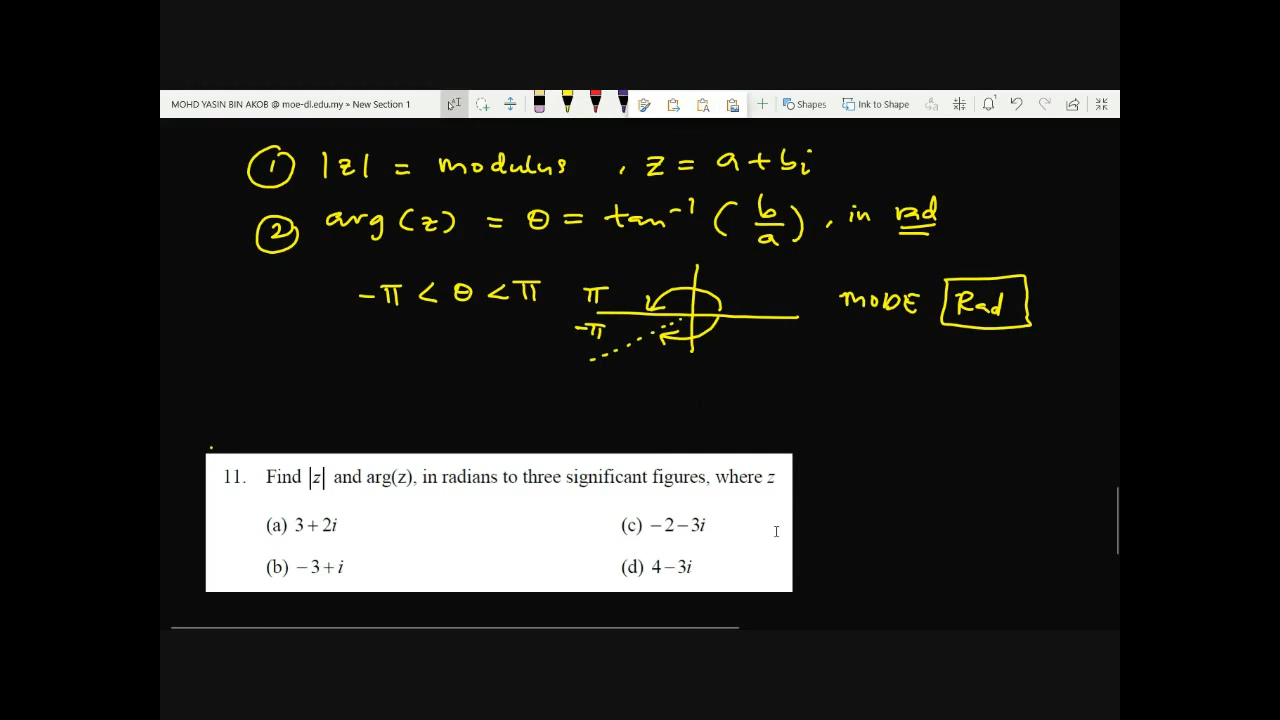 MOHD YASIN BIN AKOB @ moe-dl.edu.my » New Section 1
Shapes
Ink to Shape
① |z| = modulus , z = a + bi
② arg(z) = θ = tan⁻¹ (b/a) , in rad
-π < θ < π
π
-π
MODE Rad
11. Find |z| and arg(z), in radians to three significant figures, where z
(a) 3 + 2i
(c) −2 − 3i
(b) −3 + i
(d) 4 − 3i